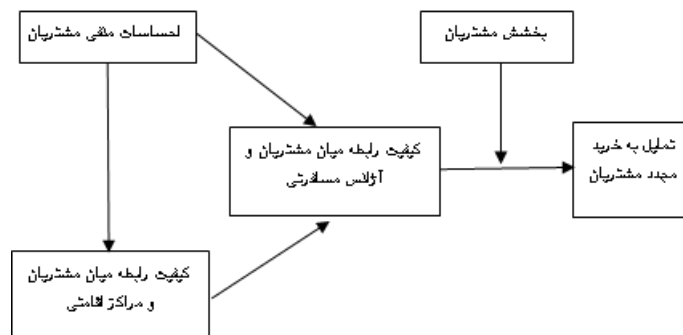 احساسات منفی مشتریان
بخشش مشتریان
کیفیت رابطه میان مشتریان و
آژانس مسافرتی
تمایل به خرید
مجدد مشتریان
کیفیت رابطه میان مشتریان
و مراکز اقامتی